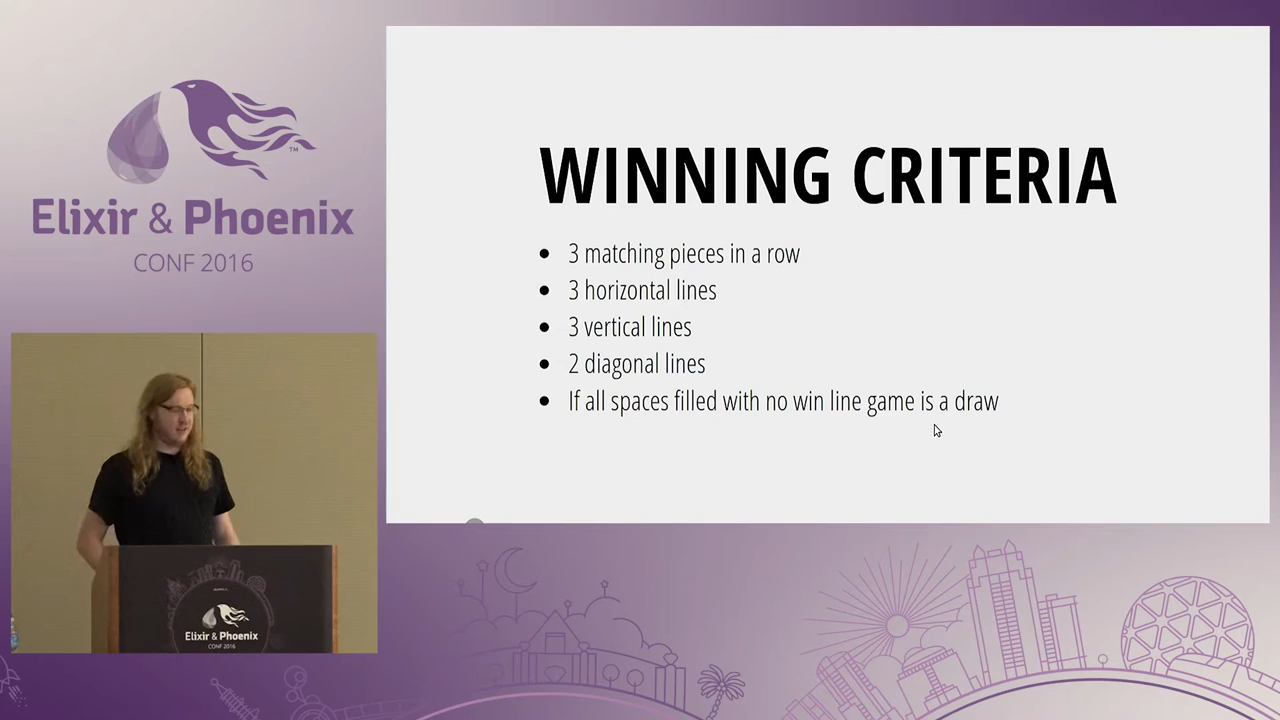 Elixir & Phoenix
TM
CONF 2016
WINNING CRITERIA
3 matching pieces in a row
3 horizontal lines
3 vertical lines
2 diagonal lines
If all spaces filled with no win line game is a draw
Elixir & Phoenix
CONF 2016